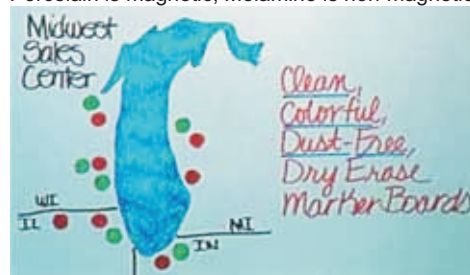 Porcelain is magnetic, Melamine is non-magnetic
Midwest
Sales
Center
Clean,
Colorful,
Dust-Free,
Dry Erase
Marker Boards
WI
IL
MI
IN